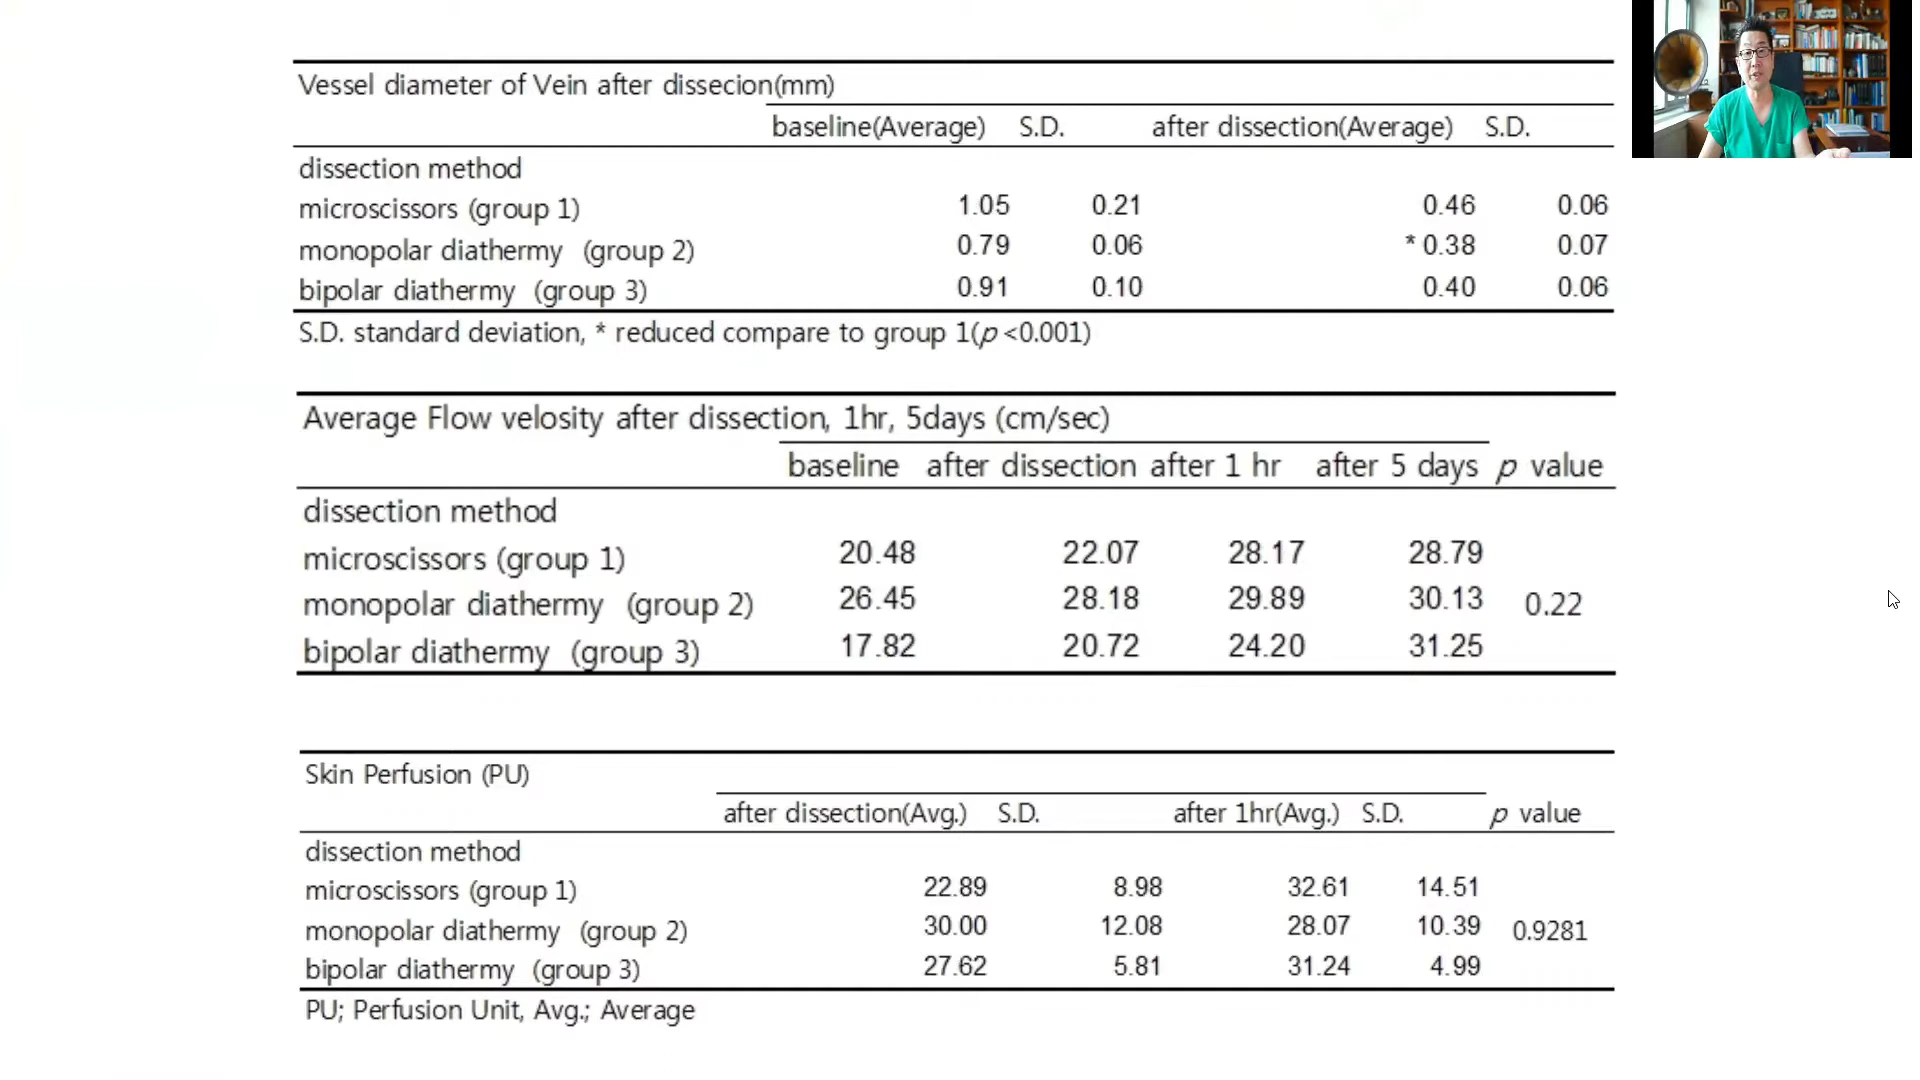 Vessel diameter of Vein after dissecion(mm)
baseline(Average) S.D. after dissection(Average) S.D.
dissection method
microscissors (group 1) 1.05 0.21 0.46 0.06
monopolar diathermy (group 2) 0.79 0.06 * 0.38 0.07
bipolar diathermy (group 3) 0.91 0.10 0.40 0.06
S.D. standard deviation, * reduced compare to group 1(p <0.001)
Average Flow velosity after dissection, 1hr, 5days (cm/sec)
baseline after dissection after 1 hr after 5 days p value
dissection method
microscissors (group 1) 20.48 22.07 28.17 28.79
monopolar diathermy (group 2) 26.45 28.18 29.89 30.13 0.22
bipolar diathermy (group 3) 17.82 20.72 24.20 31.25
Skin Perfusion (PU)
after dissection(Avg.) S.D. after 1hr(Avg.) S.D. p value
dissection method
microscissors (group 1) 22.89 8.98 32.61 14.51
monopolar diathermy (group 2) 30.00 12.08 28.07 10.39 0.9281
bipolar diathermy (group 3) 27.62 5.81 31.24 4.99
PU; Perfusion Unit, Avg.; Average